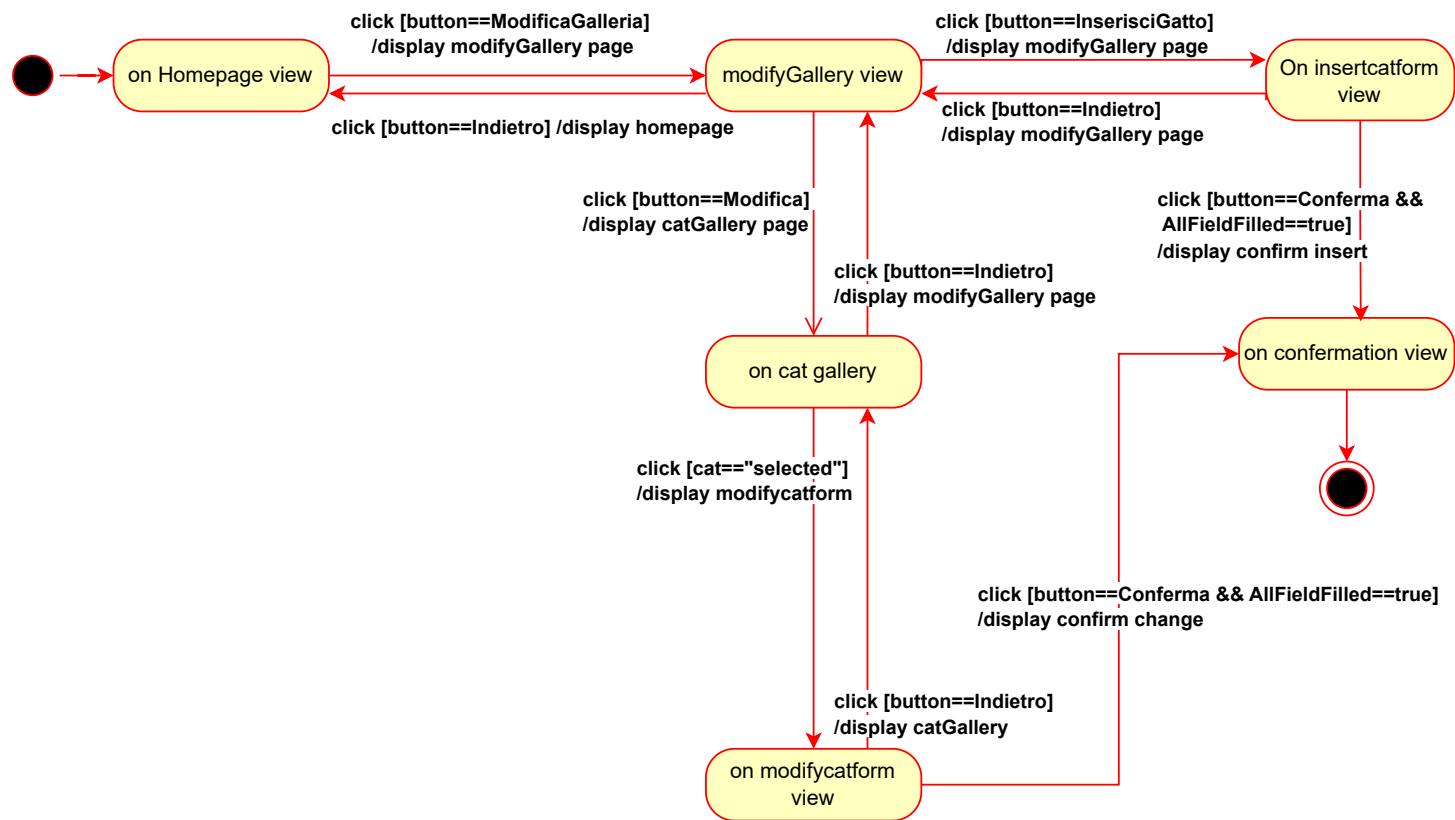 click [button==ModificaGalleria]
/display modifyGallery page
click [button==InserisciGatto]
/display modifyGallery page
on Homepage view
modifyGallery view
On insertcatform
view
click [button==Indietro] /display homepage
click [button==Indietro]
/display modifyGallery page
click [button==Modifica]
/display catGallery page
click [button==Conferma &&
AllFieldFilled==true]
/display confirm insert
click [button==Indietro]
/display modifyGallery page
on cat gallery
on confermation view
click [cat=="selected"]
/display modifycatform
click [button==Conferma && AllFieldFilled==true]
/display confirm change
click [button==Indietro]
/display catGallery
on modifycatform
view